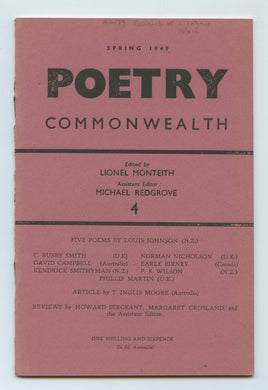 SPRING 1949
POETRY
COMMONWEALTH
Edited by
LIONEL MONTEITH
Assistant Editor:
MICHAEL REDGROVE
4
FIVE POEMS BY LOUIS JOHNSON (N.Z.)
C. BUSBY SMITH (U.K) NORMAN NICHOLSON (U.K.)
DAVID CAMPBELL (Australia) EARLE BIRNEY (Canada)
KENDRICK SMITHYMAN (N.Z.) P. S. WILSON (N.Z.)
PHILLIP MARTIN (U.K.)
ARTICLE by T. INGLIS MOORE (Australia)
REVIEWS by HOWARD SERGEANT, MARGARET CROSLAND and
the Assistant Editor.
ONE SHILLING AND SIXPENCE